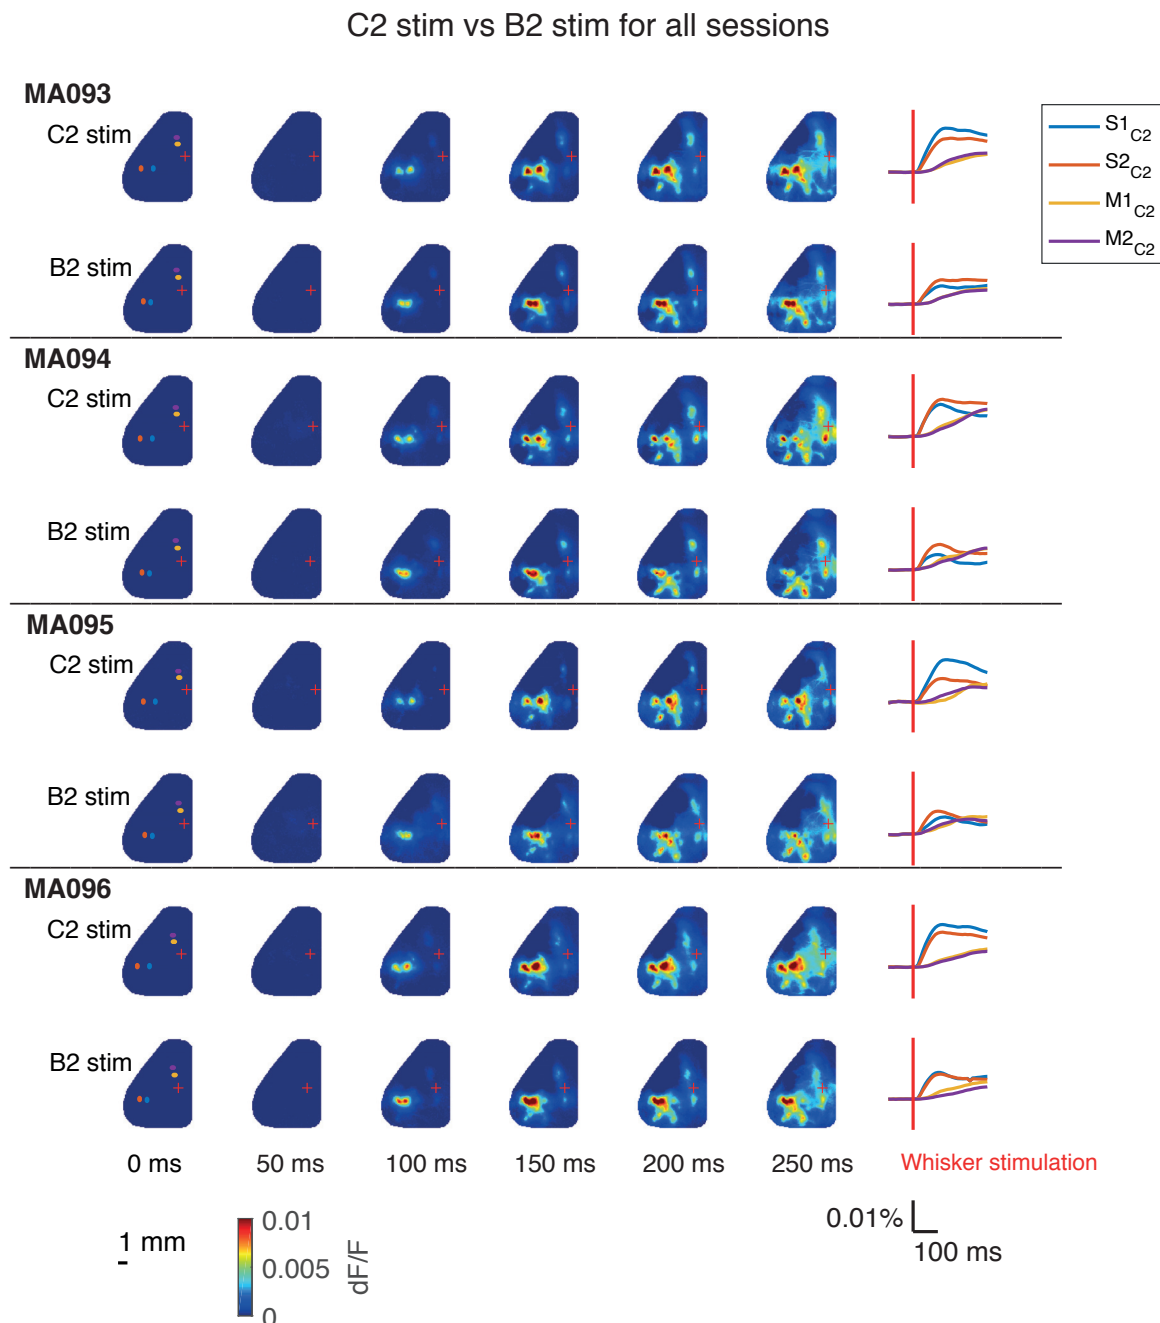 C2 stim vs B2 stim for all sessions
MA093
C2 stim
B2 stim
S1C2
S2C2
M1C2
M2C2
MA094
C2 stim
B2 stim
MA095
C2 stim
B2 stim
MA096
C2 stim
B2 stim
0 ms
50 ms
100 ms
150 ms
200 ms
250 ms
Whisker stimulation
1 mm
0.01
0.005
0
dF/F
0.01%
100 ms